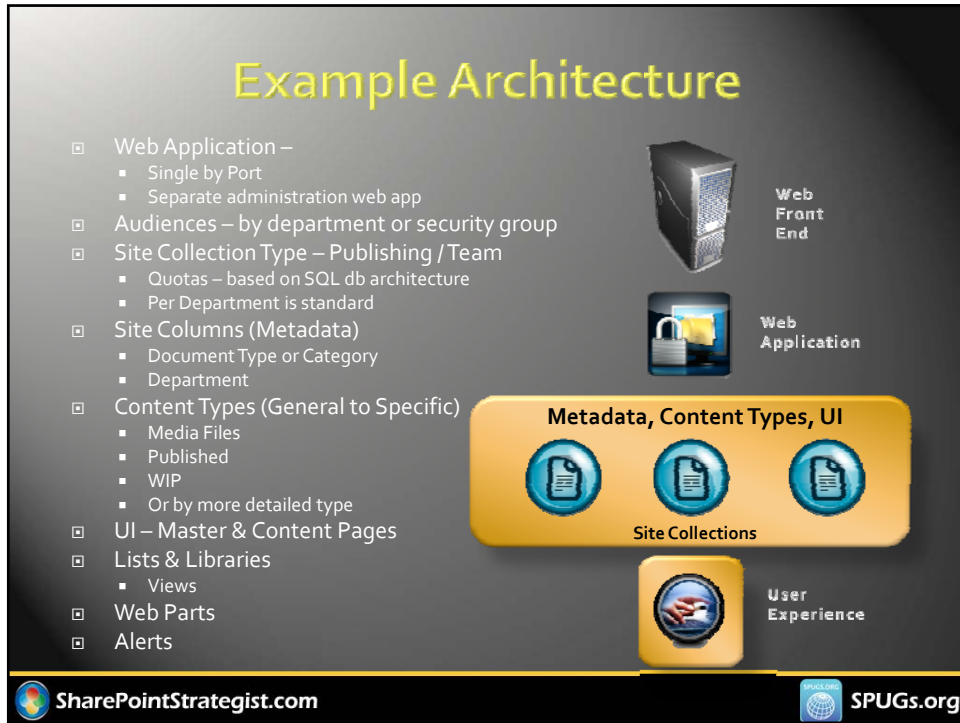 Example Architecture
Web Application –
Single by Port
Separate administration web app
Audiences – by department or security group
Site Collection Type – Publishing / Team
Quotas – based on SQL db architecture
Per Department is standard
Site Columns (Metadata)
Document Type or Category
Department
Content Types (General to Specific)
Media Files
Published
WIP
Or by more detailed type
UI – Master & Content Pages
Lists & Libraries
Views
Web Parts
Alerts
Web
Front
End
Web
Application
Metadata, Content Types, UI
Site Collections
User
Experience
SharePointStrategist.com
SPUGS.ORG
SPUGs.org